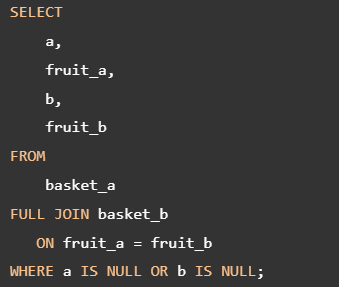 SELECT
    a,
    fruit_a,
    b,
    fruit_b
FROM
    basket_a
FULL JOIN basket_b
   ON fruit_a = fruit_b
WHERE a IS NULL OR b IS NULL;